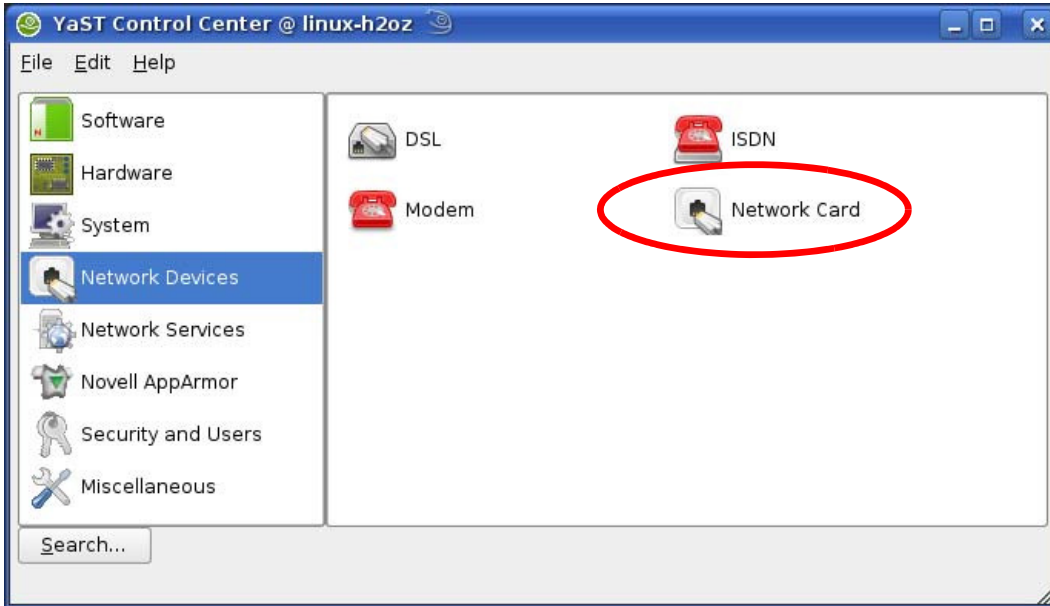 YaST Control Center @ linux-h2oz
File Edit Help
Software
Hardware
System
Network Devices
Network Services
Novell AppArmor
Security and Users
Miscellaneous
DSL
ISDN
Modem
Network Card
Search...